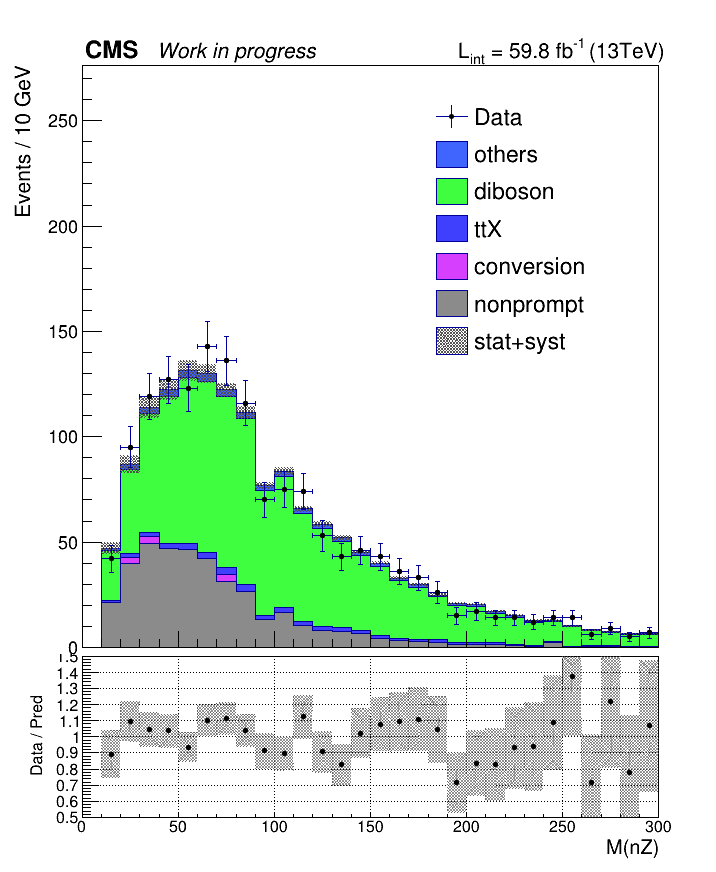 CMS Work in progress L_int = 59.8 fb^-1 (13TeV)
Events / 10 GeV
250
200
150
100
50
0
Data
others
diboson
ttX
conversion
nonprompt
stat+syst
Data / Pred
1.5
1.4
1.3
1.2
1.1
1
0.9
0.8
0.7
0.6
0.5
0 50 100 150 200 250 300
M(nZ)